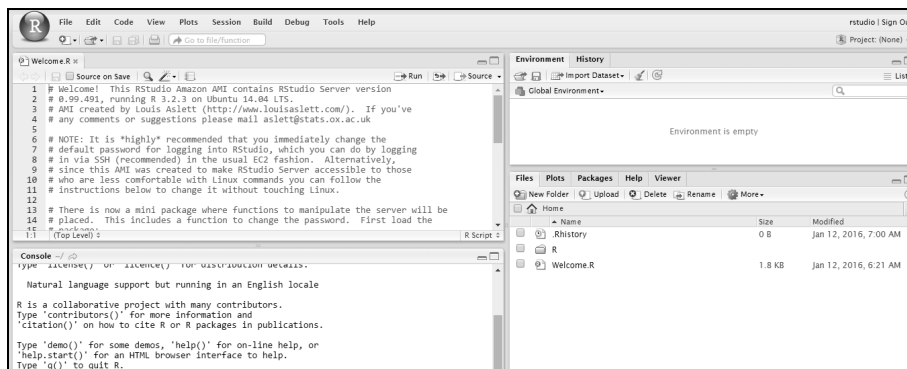 R File Edit Code View Plots Session Build Debug Tools Help rstudio | Sign Ou
Go to file/function Project: (None)
Welcome.R
Source on Save Run Source
1 # Welcome! This RStudio Amazon AMI contains RStudio Server version
2 # 0.99.491, running R 3.2.3 on Ubuntu 14.04 LTS.
3 # AMI created by Louis Aslett (http://www.louisaslett.com/). If you've
4 # any comments or suggestions please mail aslett@stats.ox.ac.uk
5
6 # NOTE: It is *highly* recommended that you immediately change the
7 # default password for logging into RStudio, which you can do by logging
8 # in via SSH (recommended) in the usual EC2 fashion. Alternatively,
9 # since this AMI was created to make RStudio Server accessible to those
10 # who are less comfortable with Linux commands you can follow the
11 # instructions below to change it without touching Linux.
12
13 # There is now a mini package where functions to manipulate the server will be
14 # placed. This includes a function to change the password. First load the
15 # package:
1:1 (Top Level) R Script
Console ~/
Type 'license()' or 'licence()' for distribution details.
Natural language support but running in an English locale
R is a collaborative project with many contributors.
Type 'contributors()' for more information and
'citation()' on how to cite R or R packages in publications.
Type 'demo()' for some demos, 'help()' for on-line help, or
'help.start()' for an HTML browser interface to help.
Type 'q()' to quit R.
Environment History
Import Dataset List
Global Environment
Environment is empty
Files Plots Packages Help Viewer
New Folder Upload Delete Rename More
Home
Name Size Modified
.Rhistory 0 B Jan 12, 2016, 7:00 AM
R
Welcome.R 1.8 KB Jan 12, 2016, 6:21 AM